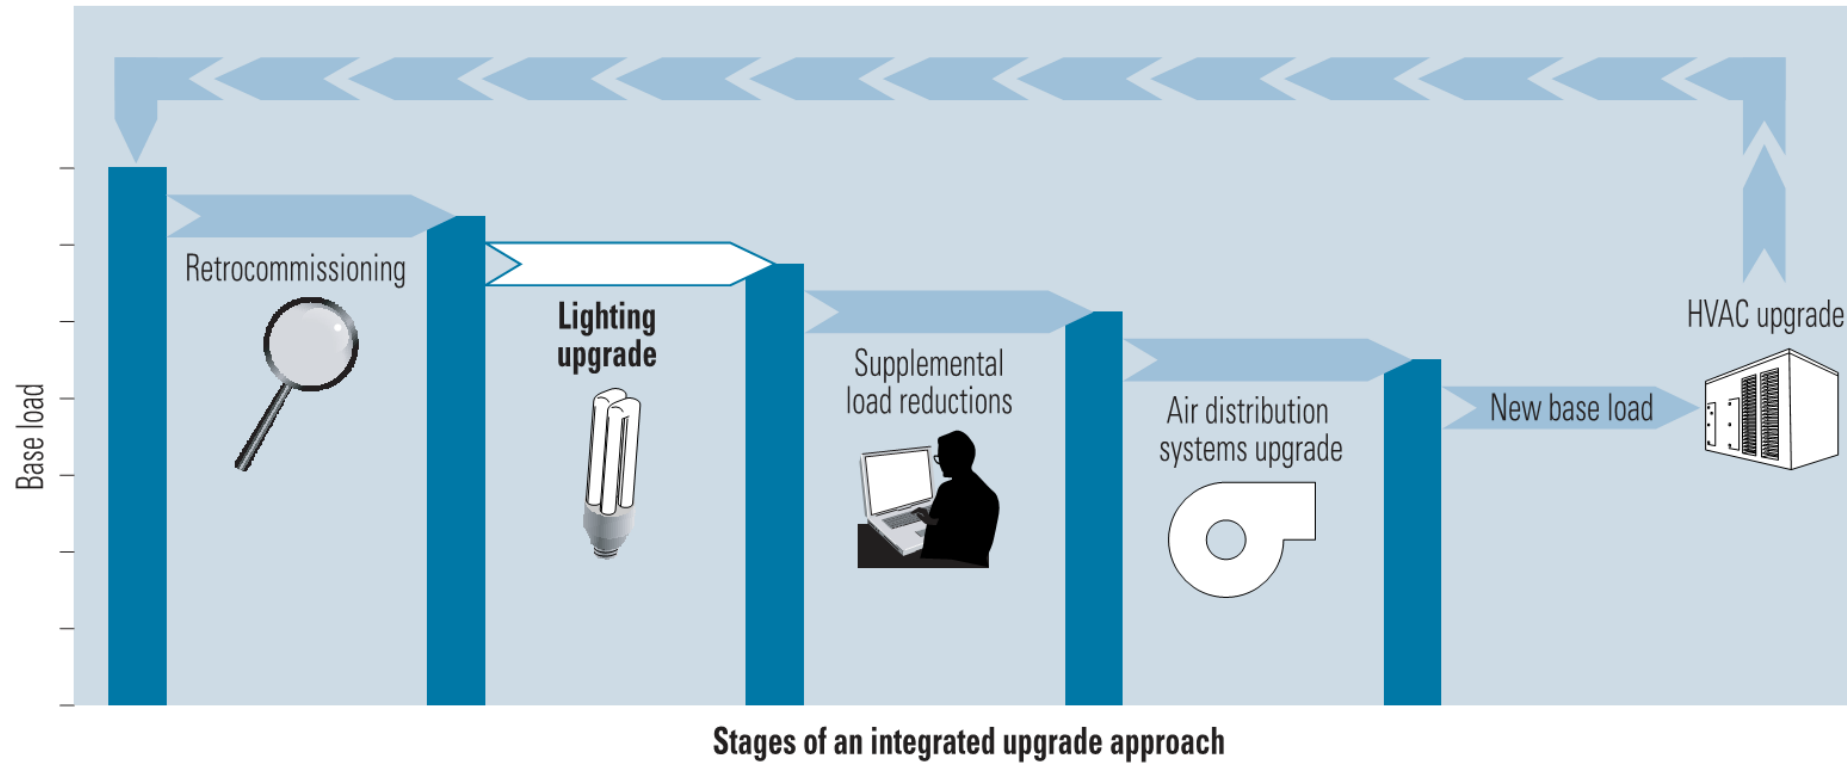 Retrocommissioning
Lighting
upgrade
Supplemental
load reductions
Air distribution
systems upgrade
New base load
HVAC upgrade
Base load
Stages of an integrated upgrade approach